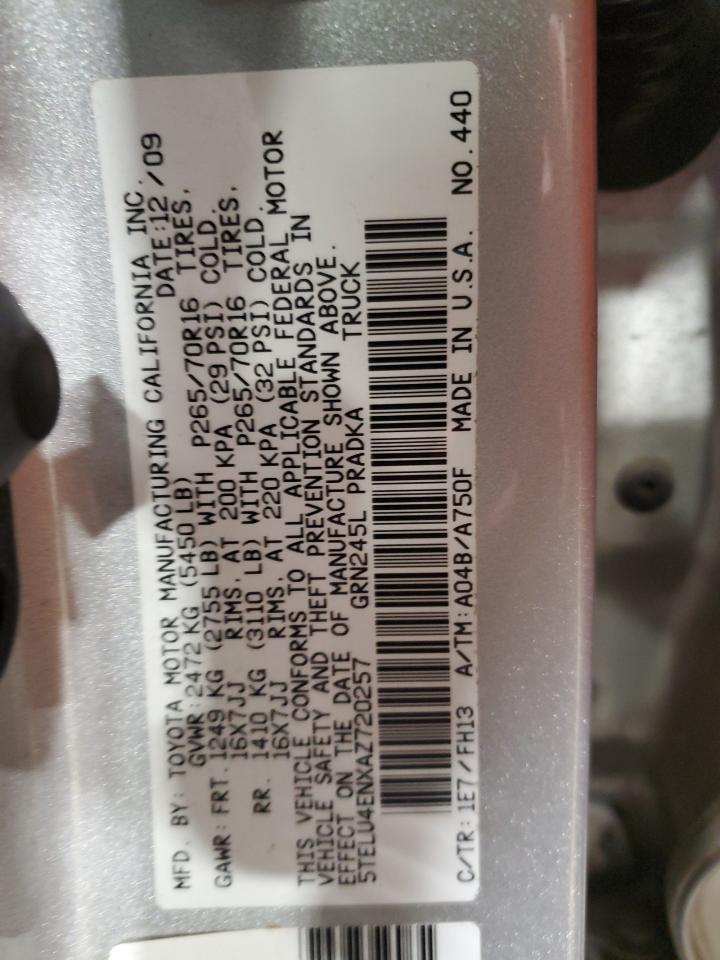 MFD. BY: TOYOTA MOTOR MANUFACTURING CALIFORNIA INC.
GVWR:2472 KG (5450 LB) DATE:12 /09
GAWR: FRT. 1249 KG (2755 LB) WITH P265/70R16 TIRES,
16X7JJ RIMS, AT 200 KPA (29 PSI) COLD.
RR. 1410 KG (3110 LB) WITH P265/70R16 TIRES,
16X7JJ RIMS, AT 220 KPA (32 PSI) COLD.
THIS VEHICLE CONFORMS TO ALL APPLICABLE FEDERAL MOTOR
VEHICLE SAFETY AND THEFT PREVENTION STANDARDS IN
EFFECT ON THE DATE OF MANUFACTURE SHOWN ABOVE.
5TELU4ENXAZ720257 GRN245L PRADKA TRUCK
C/TR: 1E7 / FH13 A/TM: A04B/A750F MADE IN U.S.A. NO. 440